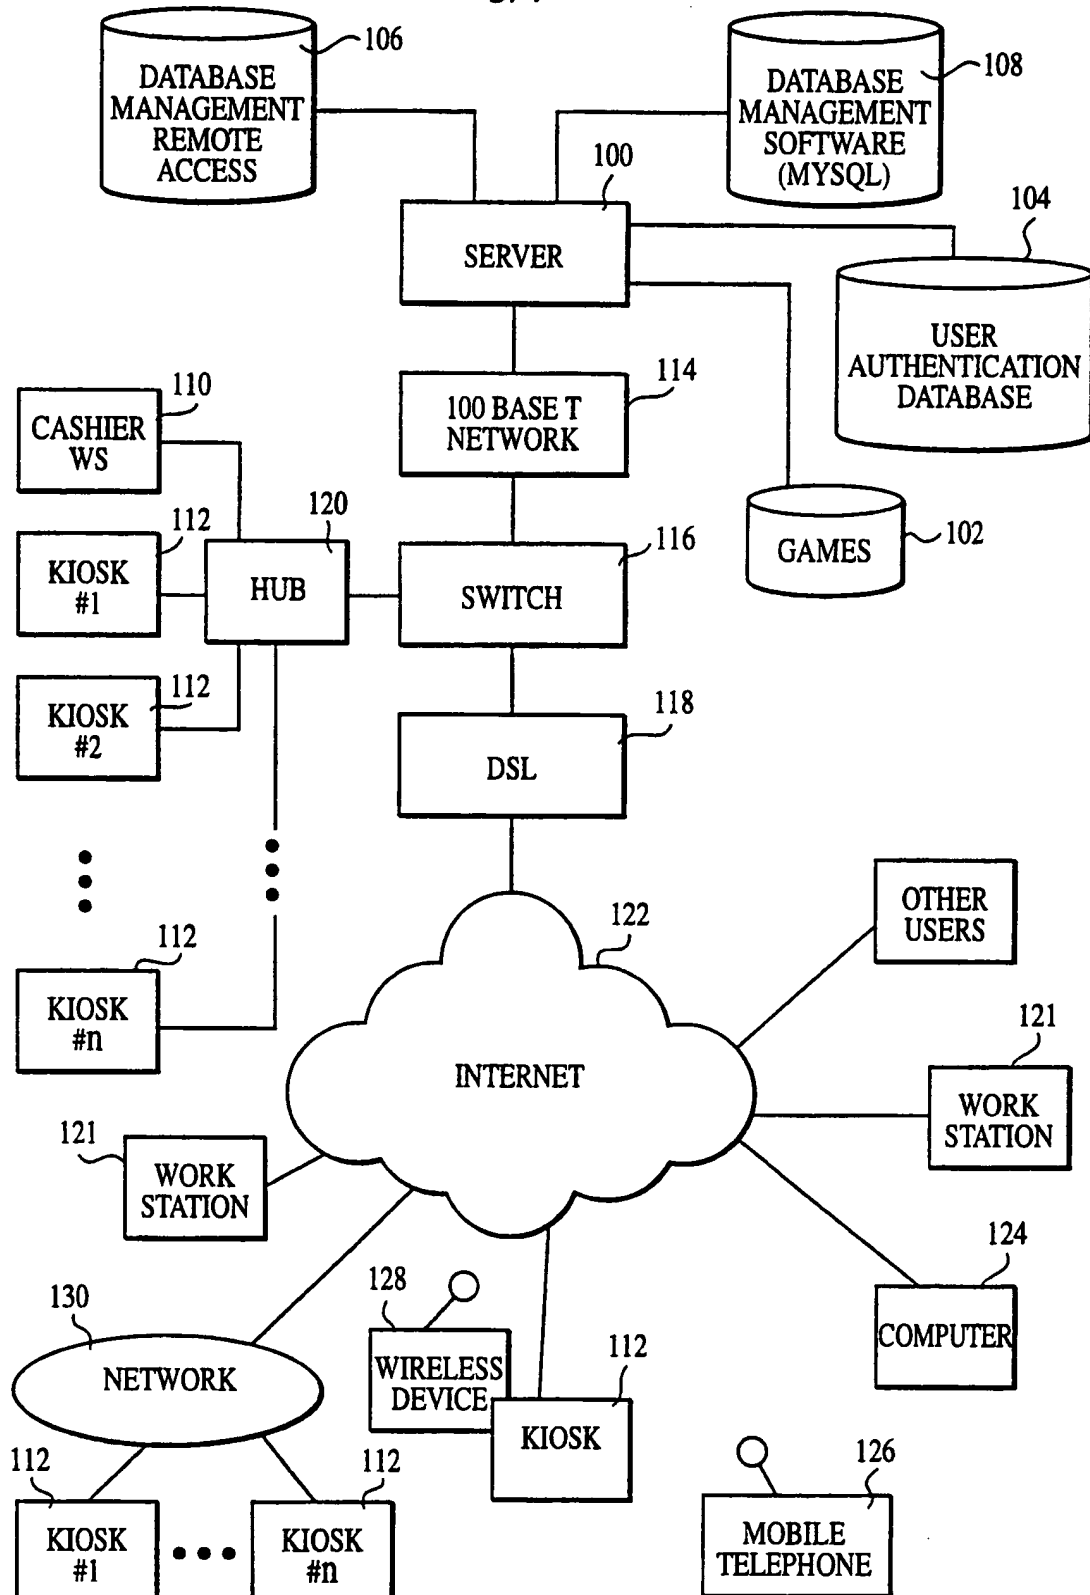 106
DATABASE
MANAGEMENT
REMOTE
ACCESS
108
DATABASE
MANAGEMENT
SOFTWARE
(MYSQL)
100
SERVER
104
USER
AUTHENTICATION
DATABASE
114
100 BASE T
NETWORK
110
CASHIER
WS
120
HUB
112
KIOSK
#1
116
SWITCH
GAMES
102
112
KIOSK
#2
118
DSL
112
KIOSK
#n
122
INTERNET
OTHER
USERS
121
WORK
STATION
121
WORK
STATION
124
COMPUTER
130
NETWORK
128
WIRELESS
DEVICE
112
KIOSK
112
KIOSK
#1
112
KIOSK
#n
126
MOBILE
TELEPHONE